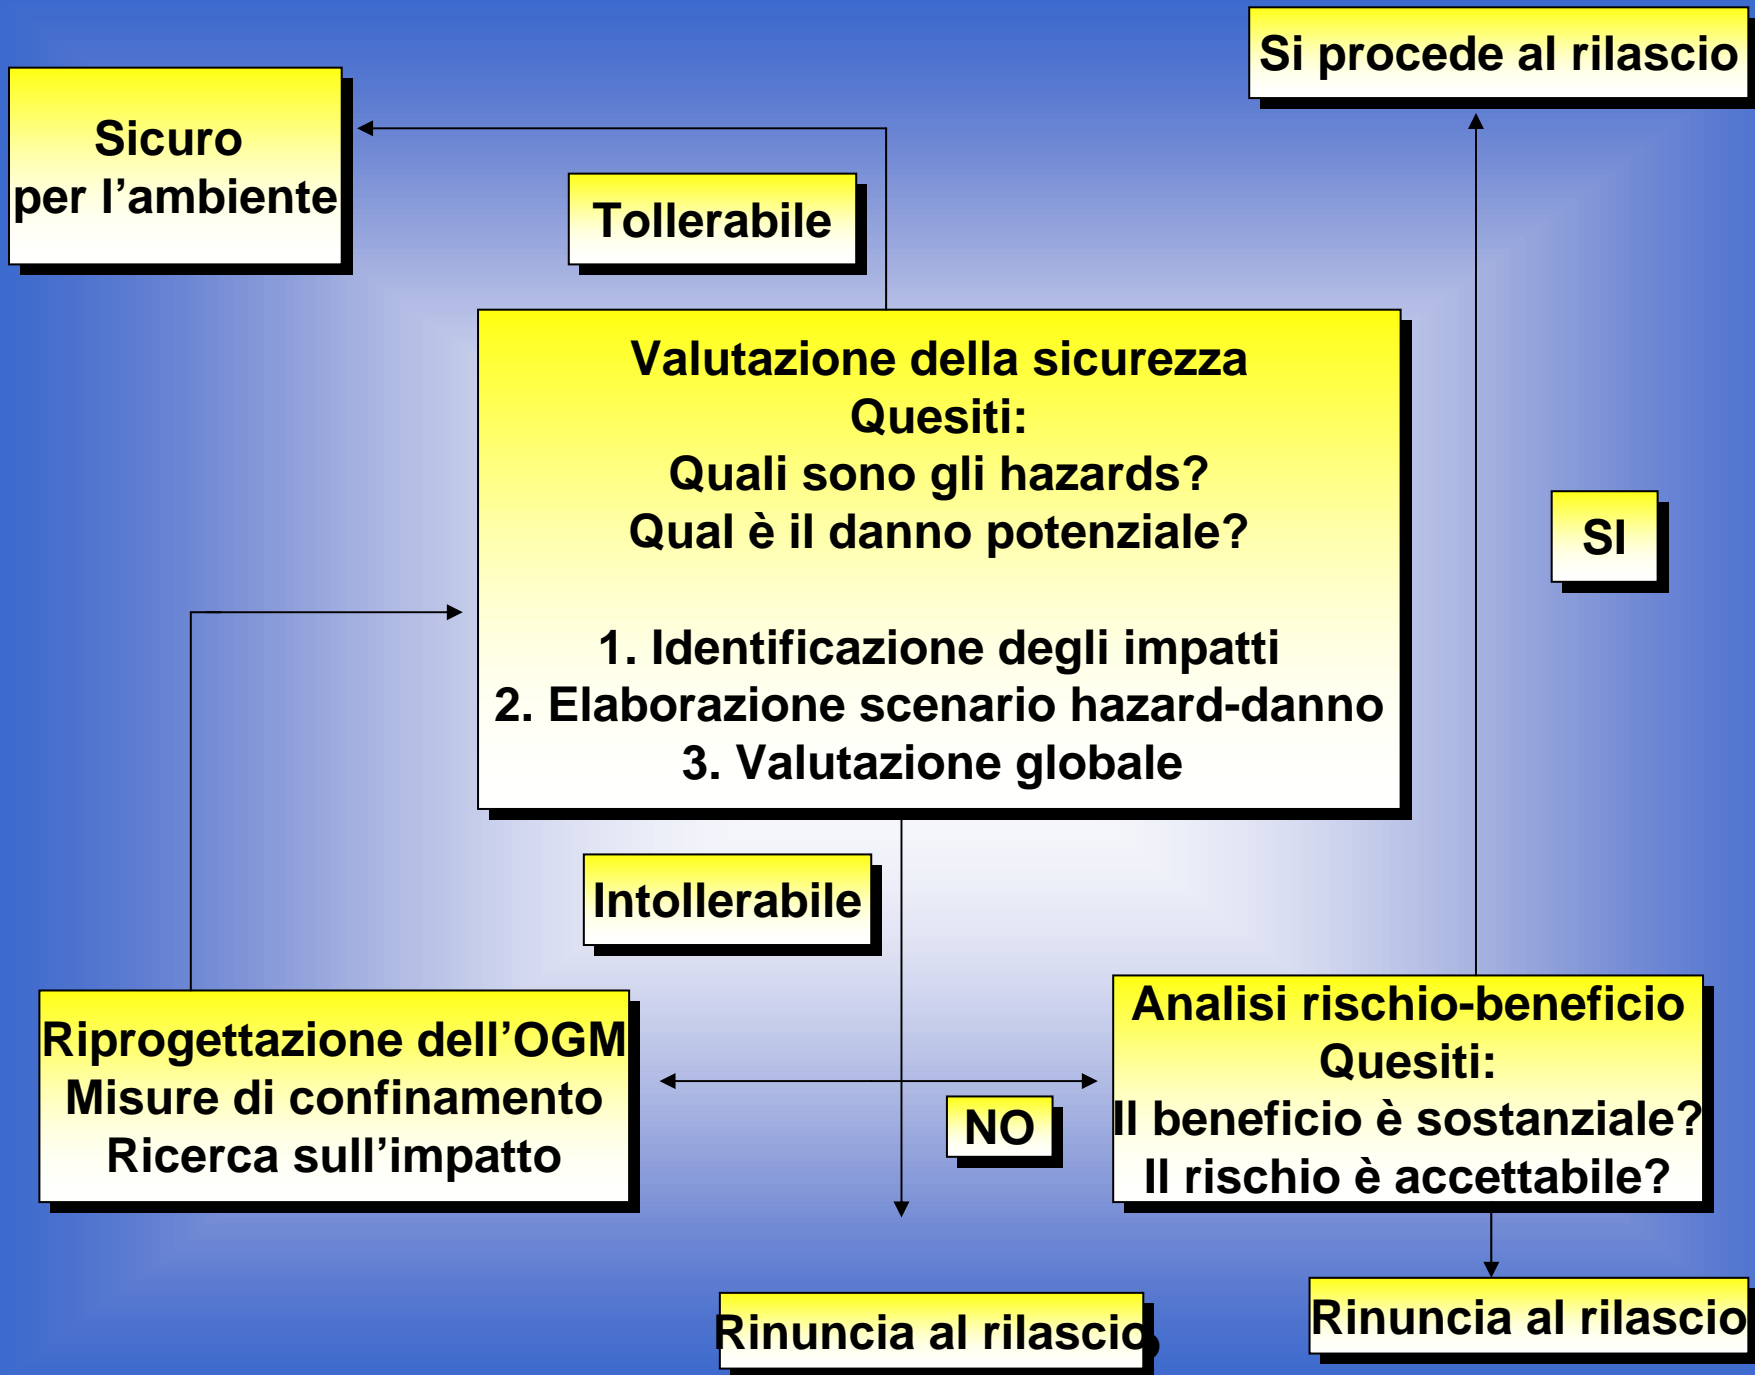 Si procede al rilascio
Sicuro
per l’ambiente
Tollerabile
Valutazione della sicurezza
Quesiti:
Quali sono gli hazards?
Qual è il danno potenziale?
1. Identificazione degli impatti
2. Elaborazione scenario hazard-danno
3. Valutazione globale
SI
Intollerabile
Riprogettazione dell’OGM
Misure di confinamento
Ricerca sull’impatto
NO
Analisi rischio-beneficio
Quesiti:
Il beneficio è sostanziale?
Il rischio è accettabile?
Rinuncia al rilascio
Rinuncia al rilascio